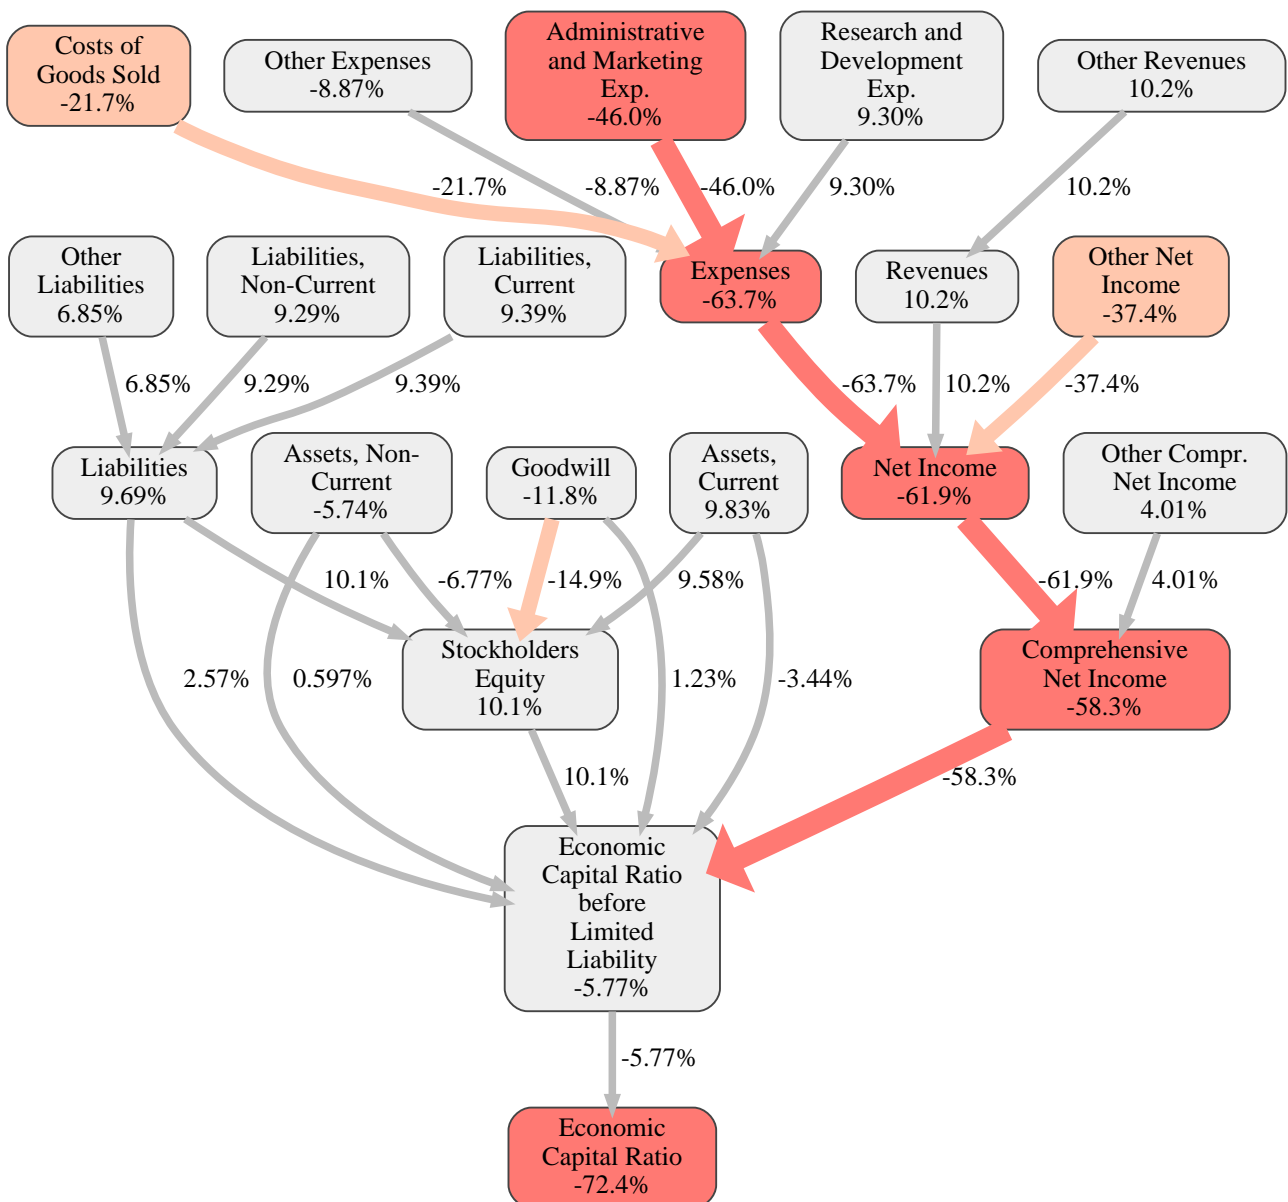 Costs of
Goods Sold
-21.7%
Other Expenses
-8.87%
Administrative
and Marketing
Exp.
-46.0%
Research and
Development
Exp.
9.30%
Other Revenues
10.2%
-21.7%
-8.87%
-46.0%
9.30%
10.2%
Other
Liabilities
6.85%
Liabilities,
Non-Current
9.29%
Liabilities,
Current
9.39%
Expenses
-63.7%
Revenues
10.2%
Other Net
Income
-37.4%
6.85%
9.29%
9.39%
-63.7%
10.2%
-37.4%
Liabilities
9.69%
Assets, Non-
Current
-5.74%
Goodwill
-11.8%
Assets,
Current
9.83%
Net Income
-61.9%
Other Compr.
Net Income
4.01%
10.1%
-6.77%
-14.9%
9.58%
-61.9%
4.01%
2.57%
0.597%
Stockholders
Equity
10.1%
1.23%
-3.44%
Comprehensive
Net Income
-58.3%
10.1%
-58.3%
Economic
Capital Ratio
before
Limited
Liability
-5.77%
-5.77%
Economic
Capital Ratio
-72.4%